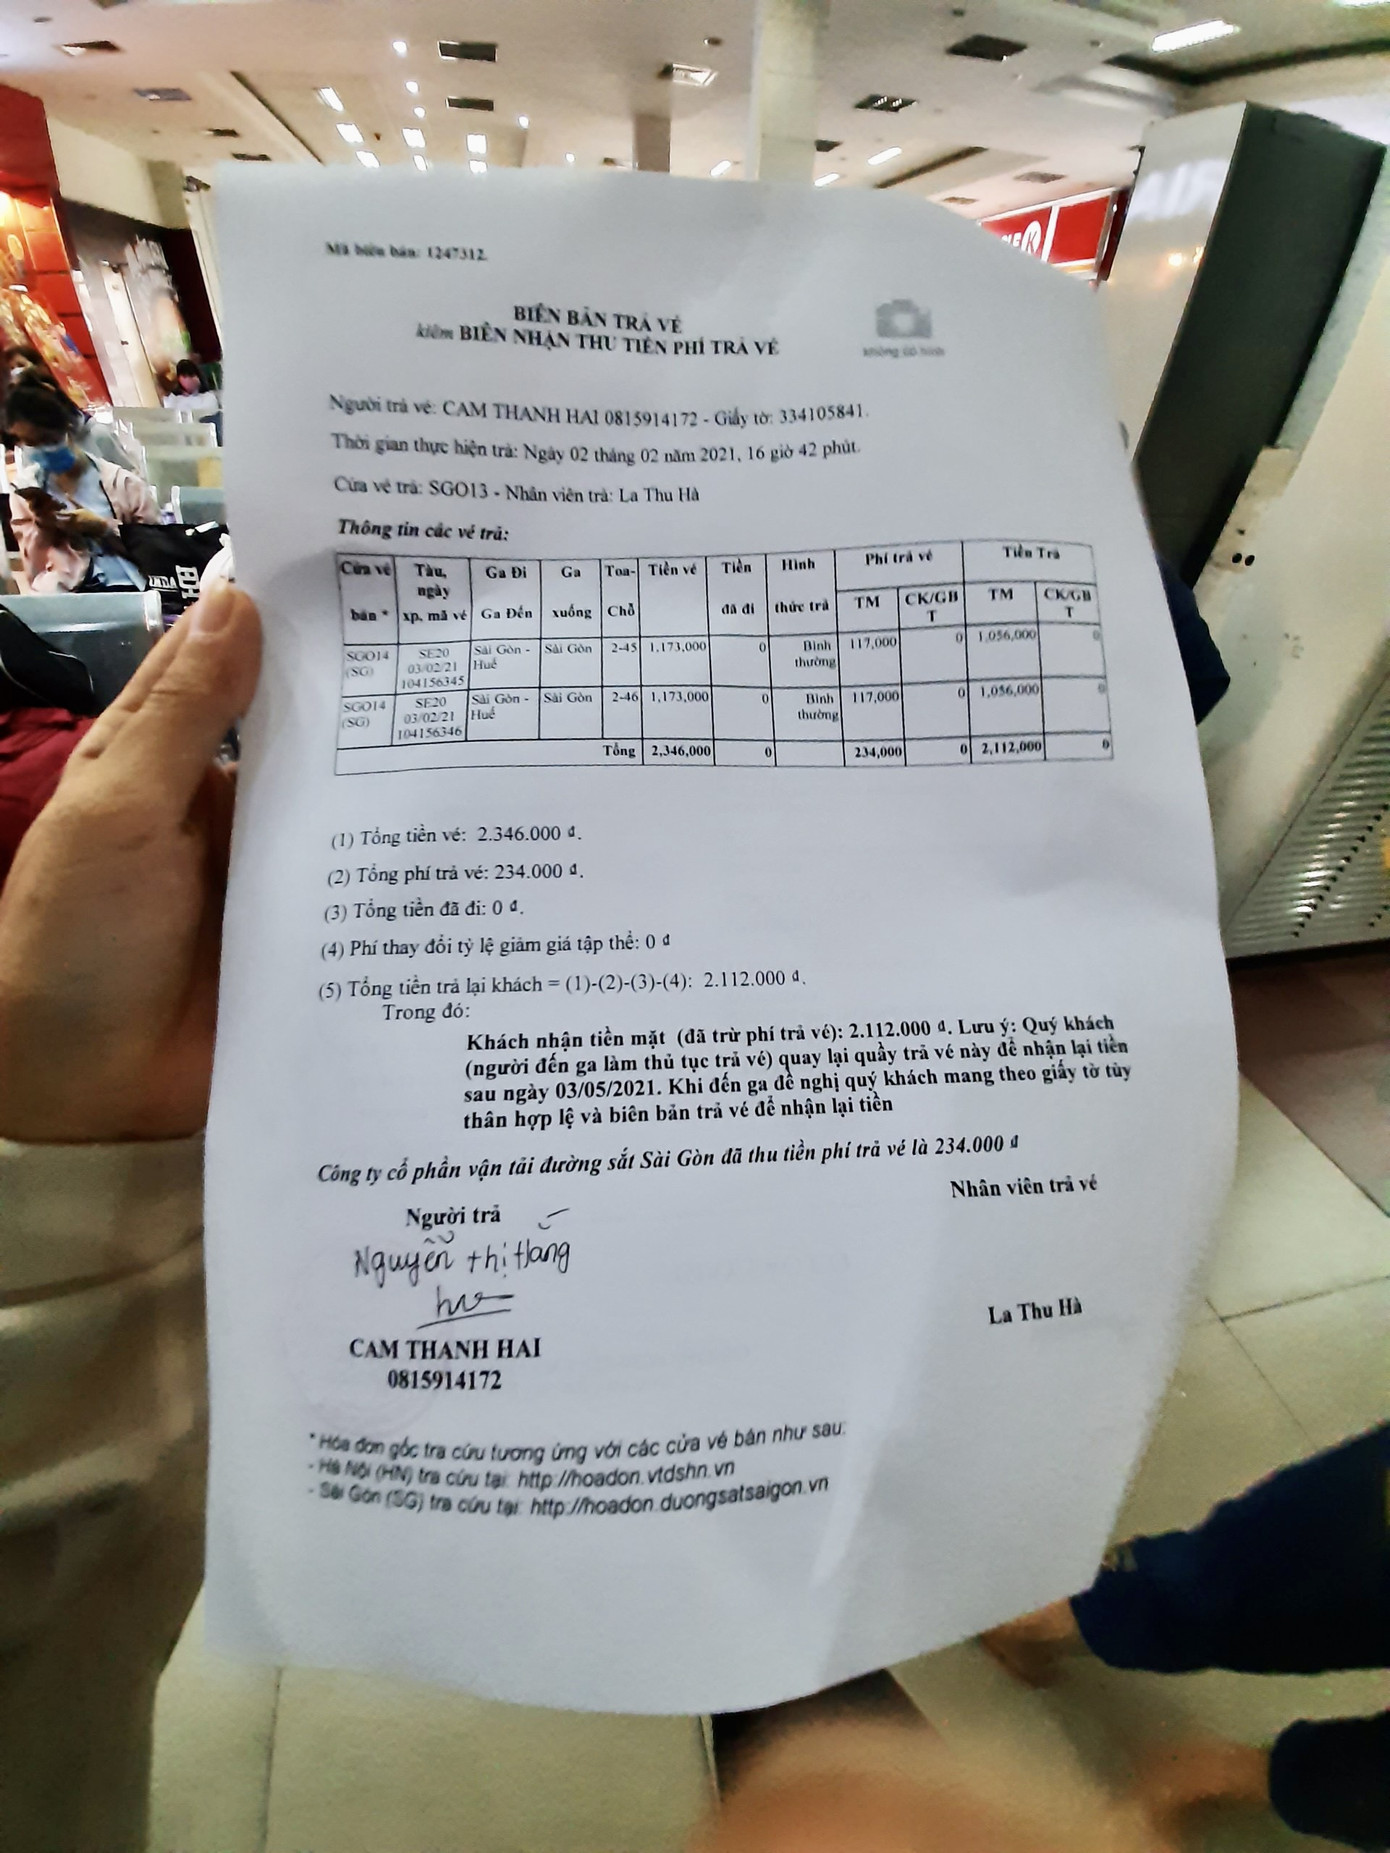 Mã biên bản: 1247312.
BIÊN BẢN TRẢ VÉ
kiêm BIÊN NHẬN THU TIỀN PHÍ TRẢ VÉ
không có hình
Người trả vé: CAM THANH HAI 0815914172 - Giấy tờ: 334105841.
Thời gian thực hiện trả: Ngày 02 tháng 02 năm 2021, 16 giờ 42 phút.
Cửa vé trả: SGO13 - Nhân viên trả: La Thu Hà
Thông tin các vé trả:
Cửa vé bán * Tàu, ngày xp, mã vé Ga Đi Ga Đến Ga xuống Toa-Chỗ Tiền vé Tiền đã đi Hình thức trả Phí trả vé Tiền Trả
TM CK/GBT TM CK/GBT
SGO14 (SG) SE20 03/02/21 104156345 Sài Gòn - Huế Sài Gòn 2-45 1,173,000 0 Bình thường 117,000 0 1,056,000 0
SGO14 (SG) SE20 03/02/21 104156346 Sài Gòn - Huế Sài Gòn 2-46 1,173,000 0 Bình thường 117,000 0 1,056,000 0
Tổng 2,346,000 0 234,000 0 2,112,000 0
(1) Tổng tiền vé: 2.346.000 đ.
(2) Tổng phí trả vé: 234.000 đ.
(3) Tổng tiền đã đi: 0 đ.
(4) Phí thay đổi tỷ lệ giảm giá tập thể: 0 đ
(5) Tổng tiền trả lại khách = (1)-(2)-(3)-(4): 2.112.000 đ.
Trong đó:
Khách nhận tiền mặt (đã trừ phí trả vé): 2.112.000 đ. Lưu ý: Quý khách
(người đến ga làm thủ tục trả vé) quay lại quầy trả vé này để nhận lại tiền
sau ngày 03/05/2021. Khi đến ga đề nghị quý khách mang theo giấy tờ tùy
thân hợp lệ và biên bản trả vé để nhận lại tiền
Công ty cổ phần vận tải đường sắt Sài Gòn đã thu tiền phí trả vé là 234.000 đ
Người trả
Nhân viên trả vé
Nguyễn Thị Hằng
La Thu Hà
CAM THANH HAI
0815914172
* Hóa đơn gốc tra cứu tương ứng với các cửa vé bán như sau:
- Hà Nội (HN) tra cứu tại: http://hoadon.vtdshn.vn
- Sài Gòn (SG) tra cứu tại: http://hoadon.duongsatsaigon.vn